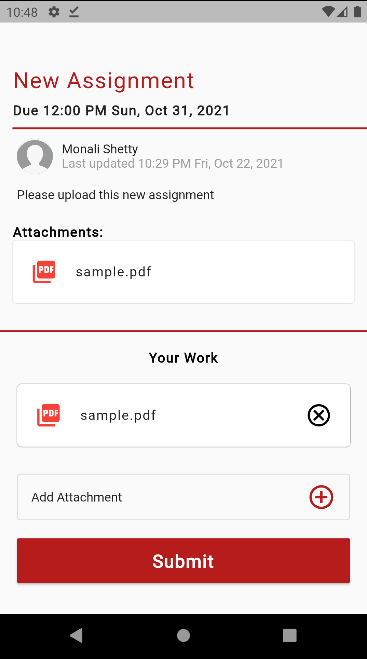 10:48
New Assignment
Due 12:00 PM Sun, Oct 31, 2021
Monali Shetty
Last updated 10:29 PM Fri, Oct 22, 2021
Please upload this new assignment
Attachments:
PDF sample.pdf
Your Work
PDF sample.pdf
Add Attachment
Submit